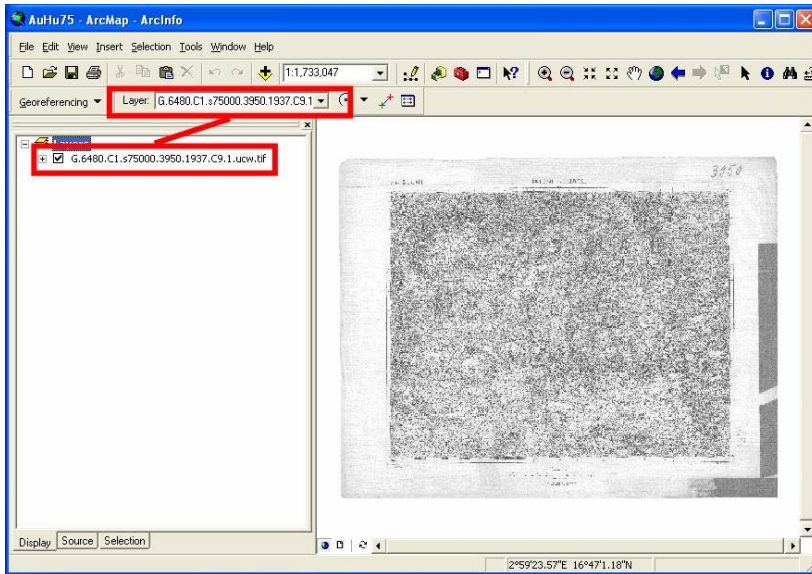 AuHu75 - ArcMap - ArcInfo
File Edit View Insert Selection Tools Window Help
1:1,733,047
Georeferencing Layer: G.6480.C1.s75000.3950.1937.C9.1
Layers
G.6480.C1.s75000.3950.1937.C9.1.ucw.tif
3950
Display Source Selection
2°59'23.57"E 16°47'1.18"N